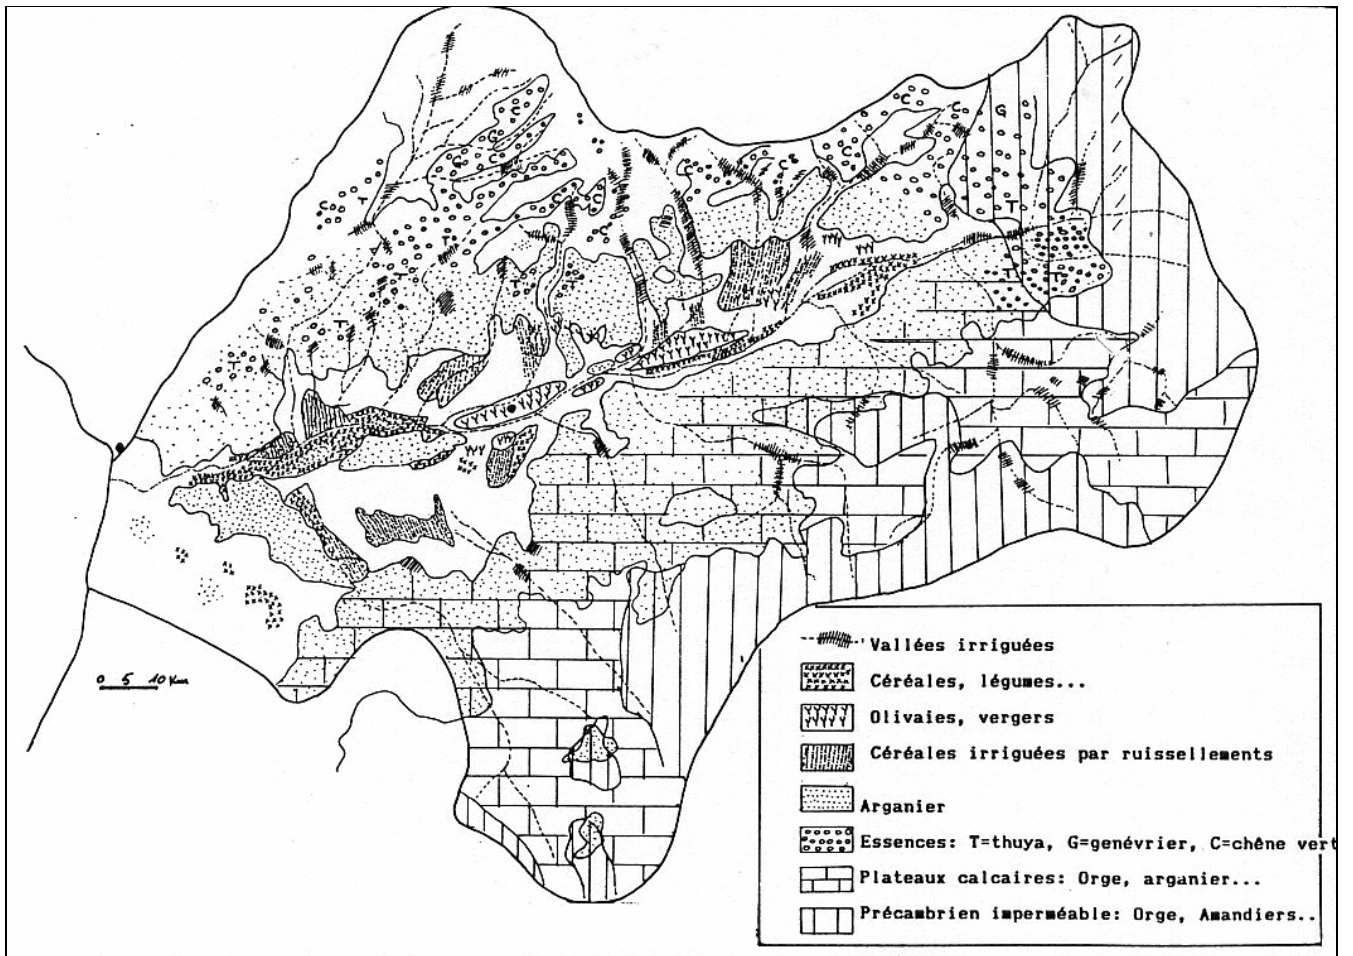 C
G
C
C
C
C
C
C
G
C
C
C
C
T
C
C
C
C
T
T
T
T
T
T
T
T
T
T
T
0 5 10 Km
Vallées irriguées
Céréales, légumes...
Olivaies, vergers
Céréales irriguées par ruissellements
Arganier
Essences: T=thuya, G=genévrier, C=chêne vert
Plateaux calcaires: Orge, arganier...
Précambrien imperméable: Orge, Amandiers..